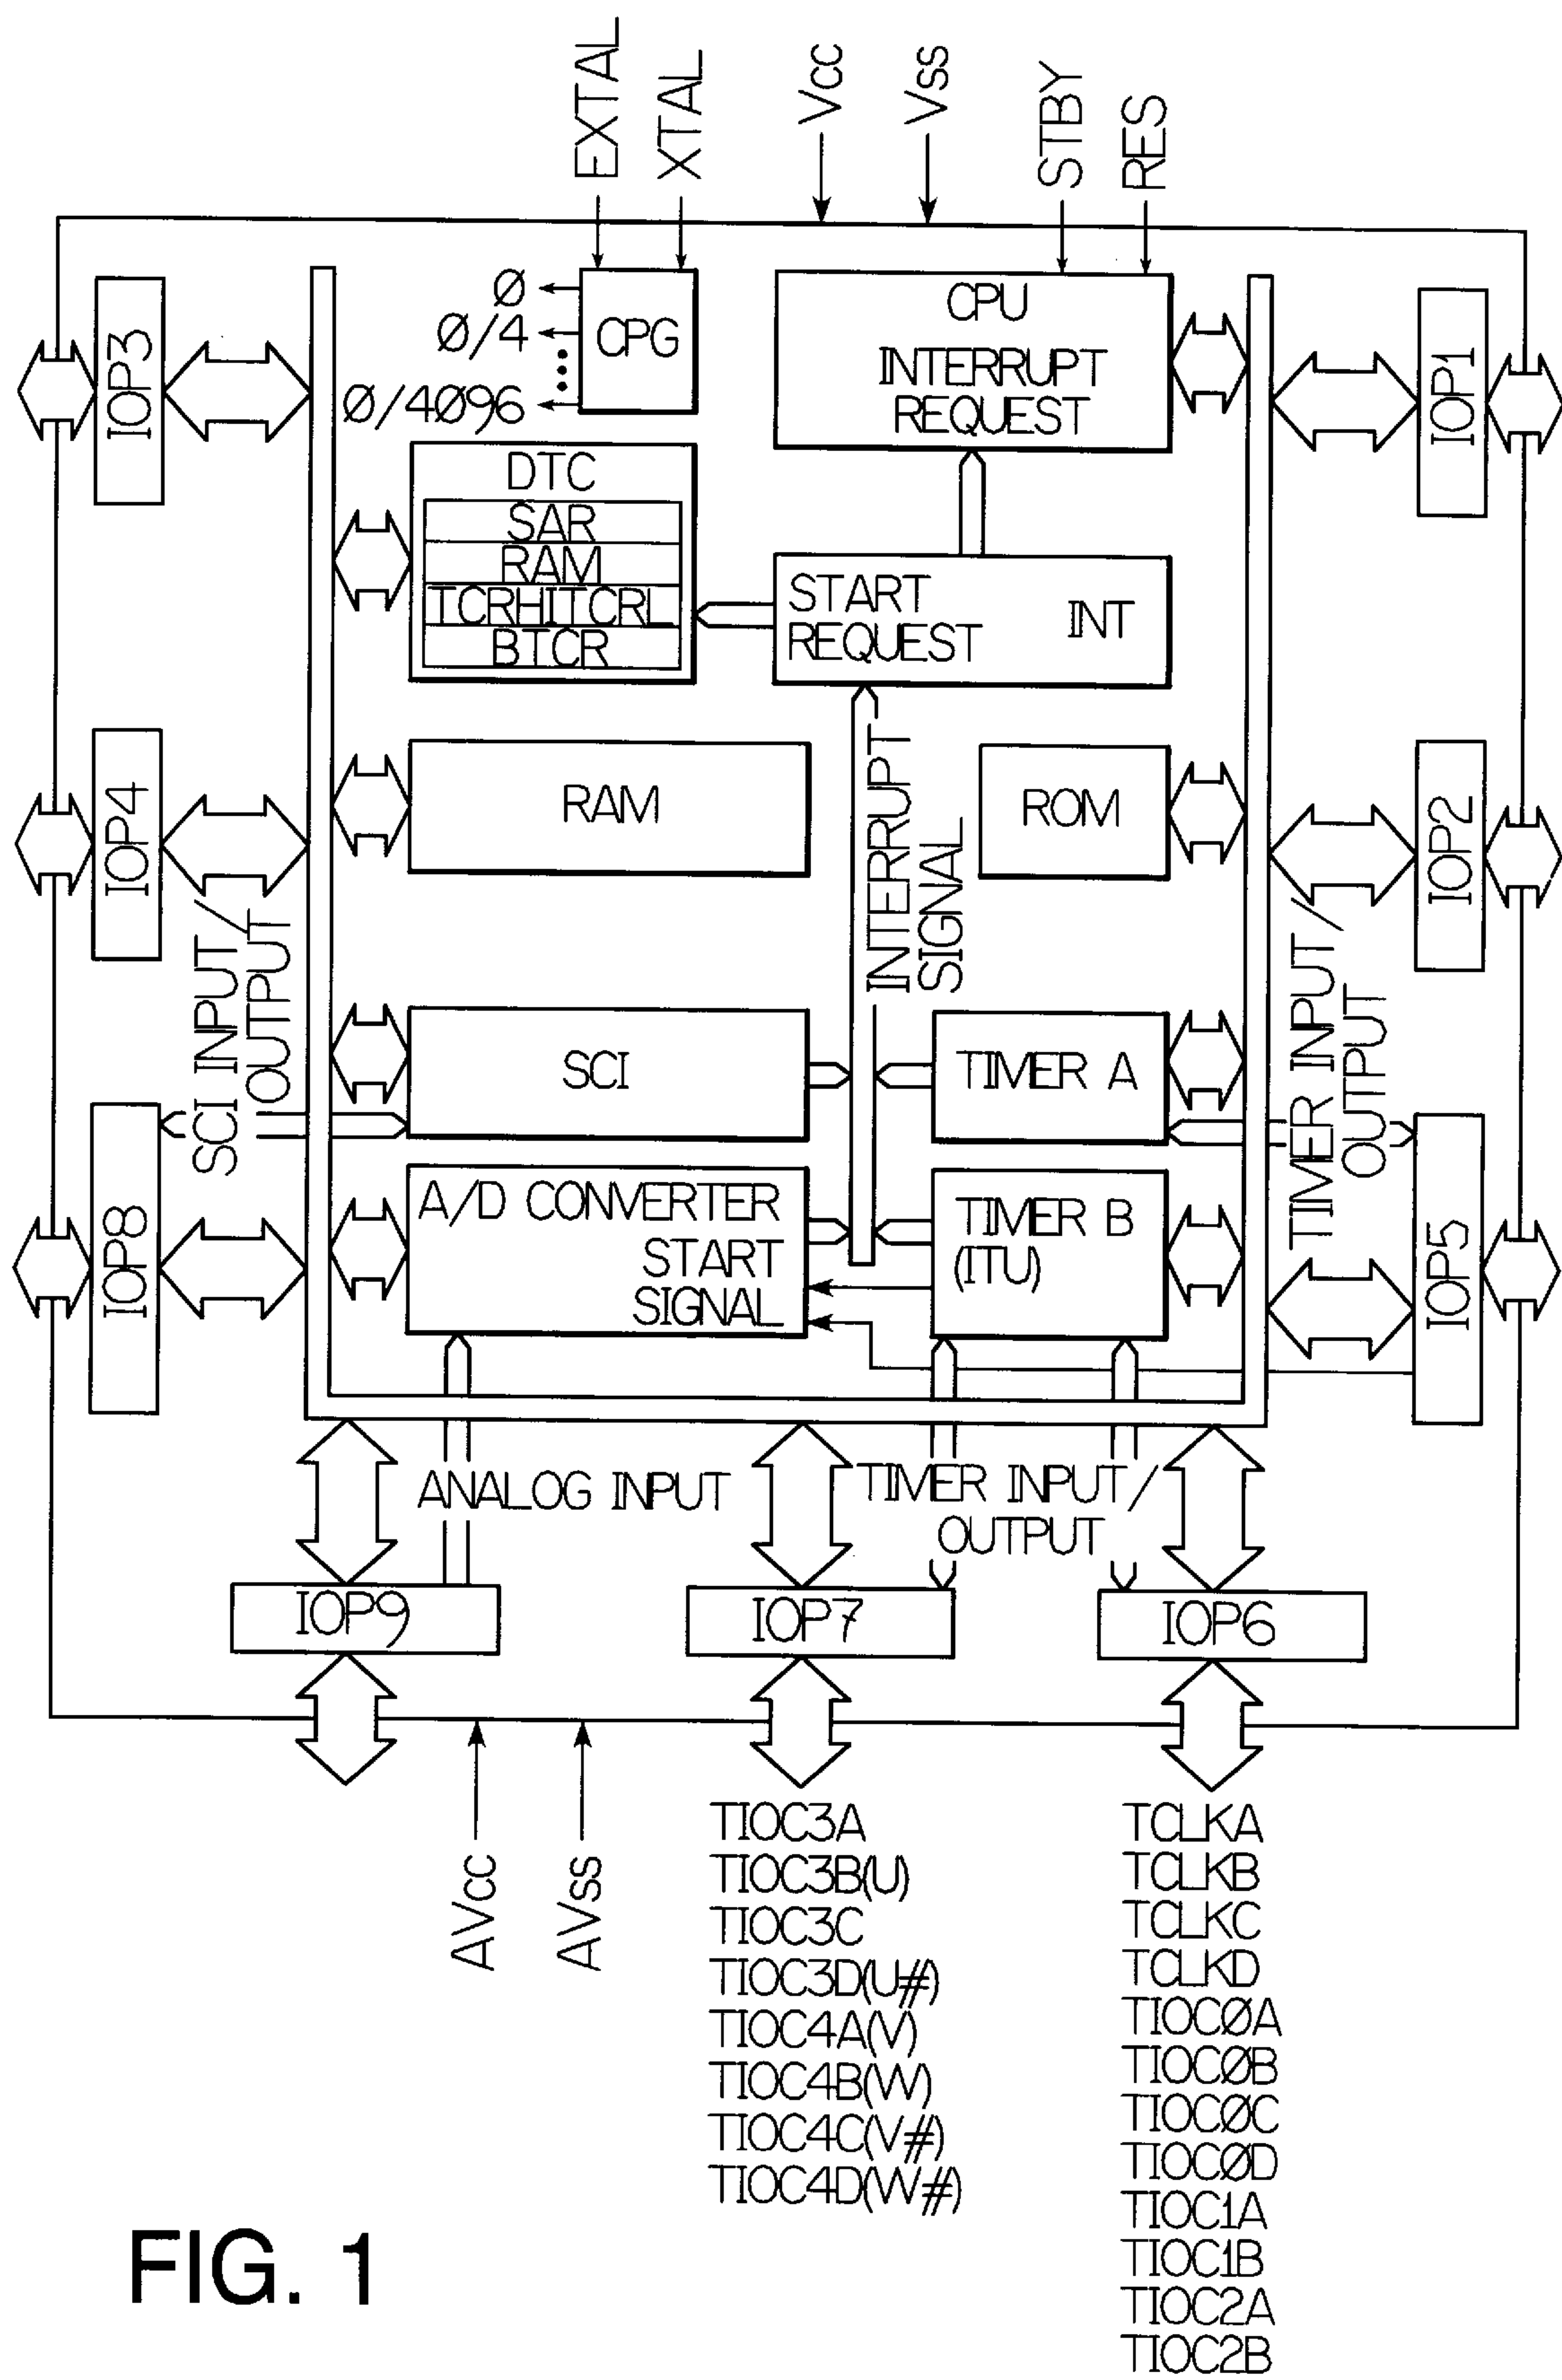 EXTAL
XTAL
Vcc
Vss
STBY
RES
Ø
Ø/4
Ø/4096
CPG
CPU
INTERRUPT
REQUEST
IOP3
IOP1
DTC
SAR
RAM
TCRHITCRL
BTCR
START
REQUEST
INT
IOP4
RAM
INTERRUPT
SIGNAL
ROM
IOP2
SCI INPUT/
OUTPUT
SCI
TIMER A
TIMER INPUT/
OUTPUT
IOP8
A/D CONVERTER
START
SIGNAL
TIMER B
(ITU)
IOP5
ANALOG INPUT
TIMER INPUT/
OUTPUT
IOP9
IOP7
IOP6
AVcc
AVss
TIOC3A
TIOC3B(U)
TIOC3C
TIOC3D(U#)
TIOC4A(V)
TIOC4B(W)
TIOC4C(V#)
TIOC4D(W#)
TCLKA
TCLKB
TCLKC
TCLKD
TIOCØA
TIOCØB
TIOCØC
TIOCØD
TIOC1A
TIOC1B
TIOC2A
TIOC2B
FIG. 1